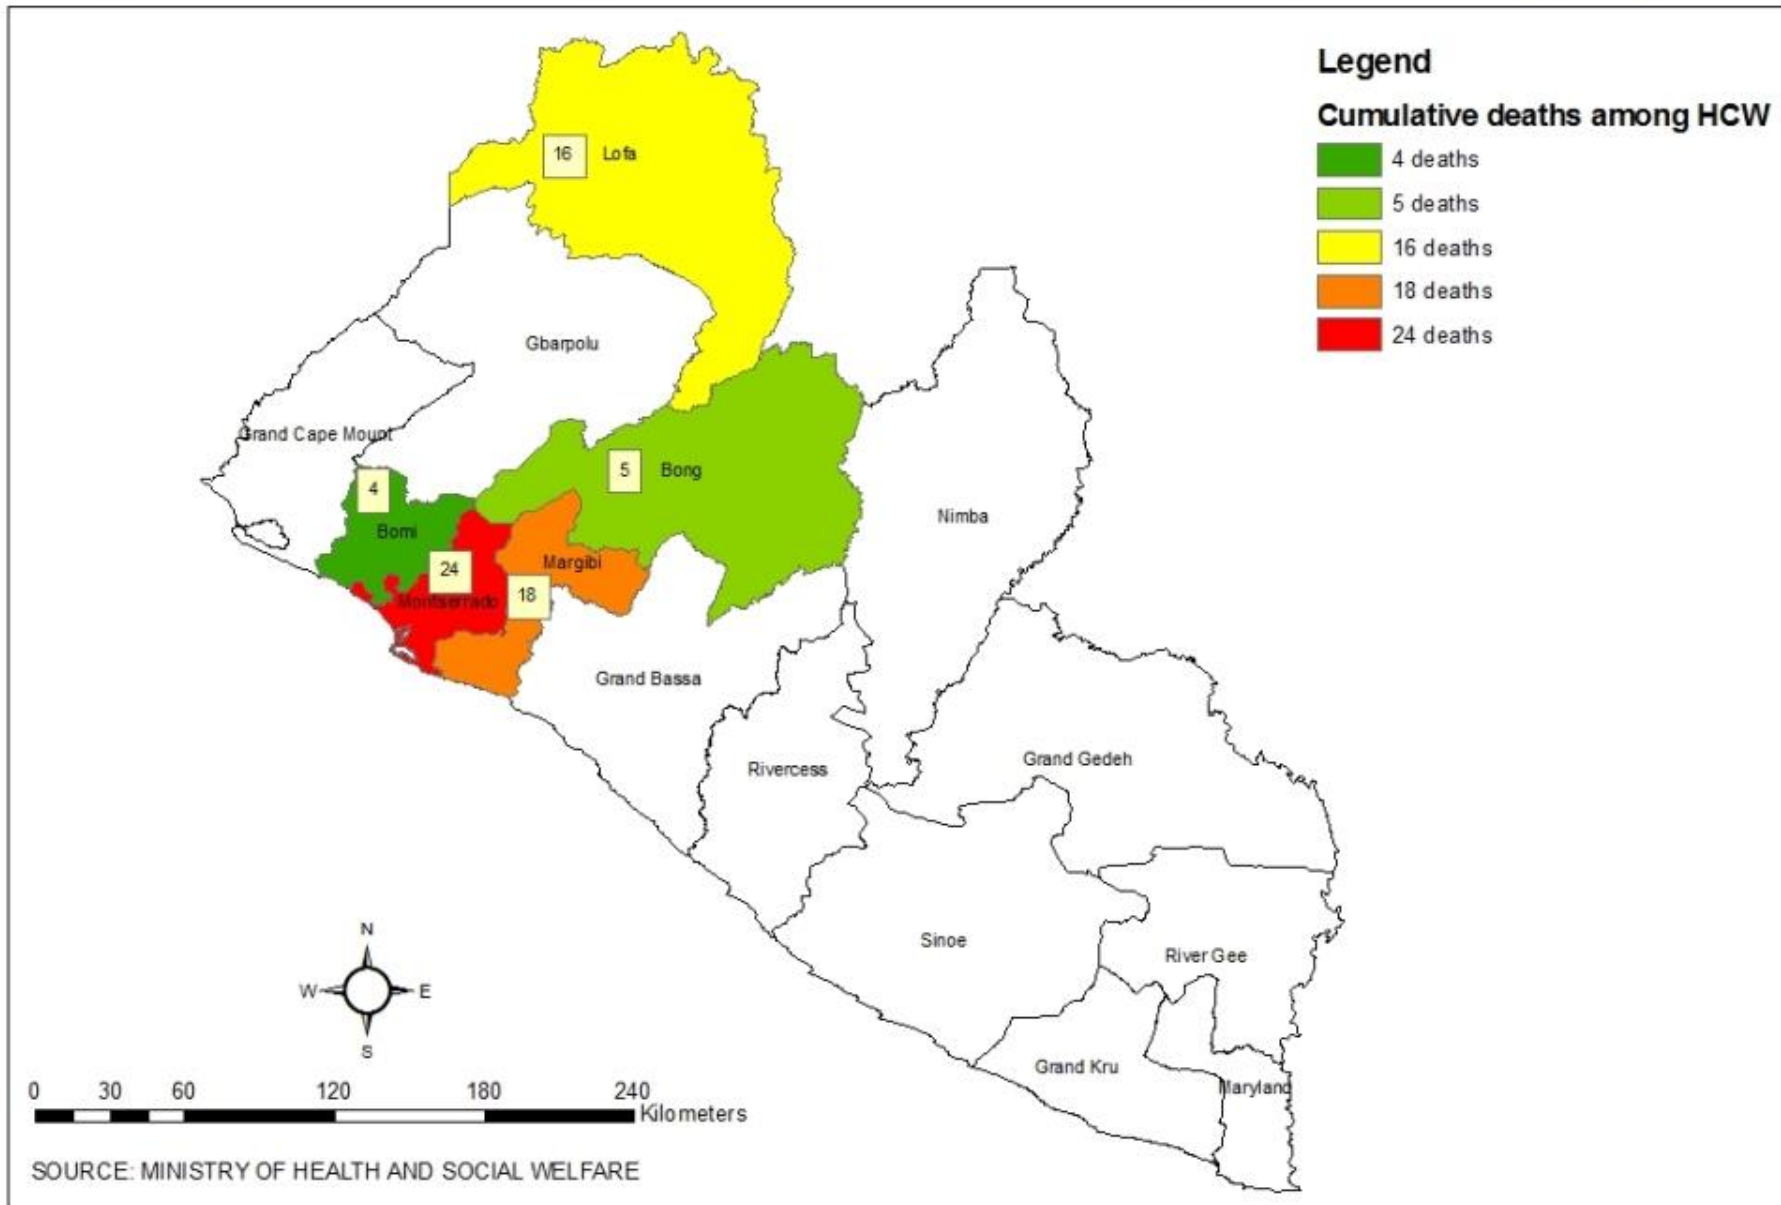 Legend
Cumulative deaths among HCW
4 deaths
5 deaths
16 deaths
18 deaths
24 deaths
16 Lofa
Gbarpolu
Grand Cape Mount
5 Bong
4
Bomi
Nimba
24
Margibi
18
Montserrado
Grand Bassa
Rivercess
Grand Gedeh
Sinoe
River Gee
Grand Kru
Maryland
N
W E
S
0 30 60 120 180 240
Kilometers
SOURCE: MINISTRY OF HEALTH AND SOCIAL WELFARE